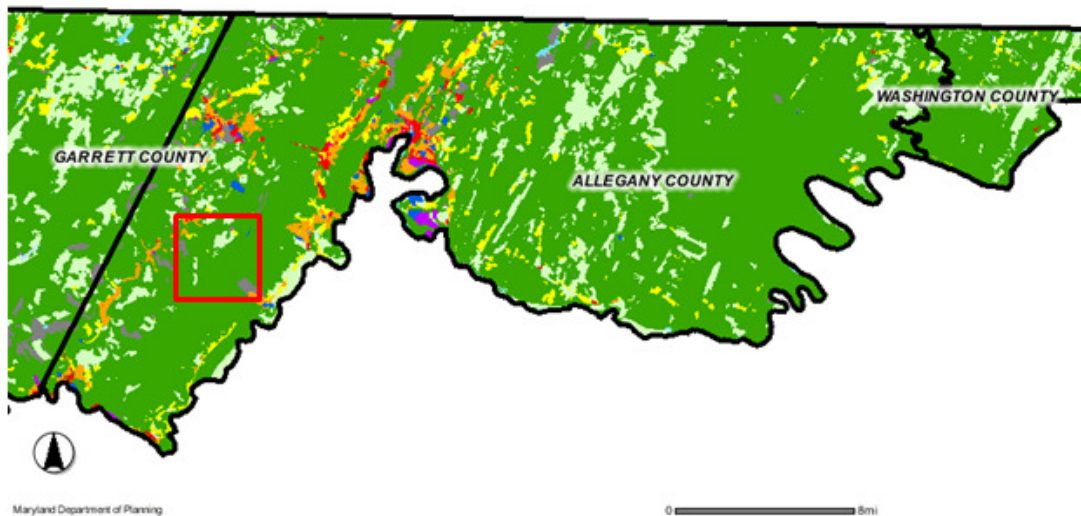 WASHINGTON COUNTY
GARRETT COUNTY
ALLEGANY COUNTY
Maryland Department of Planning
0 8mi